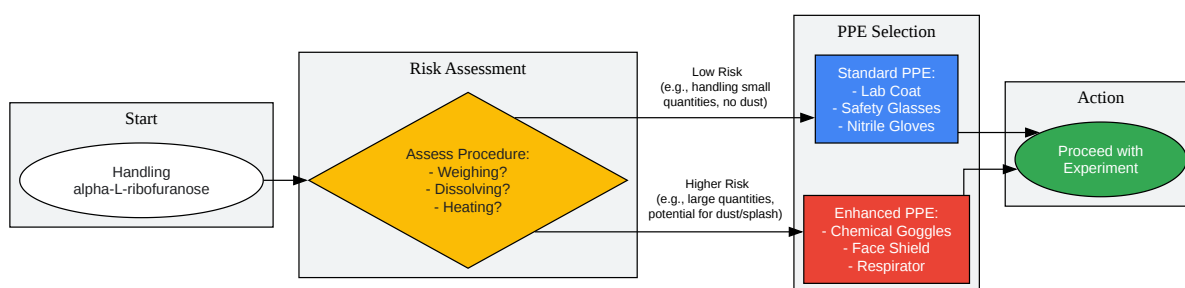 Start
Handling
alpha-L-ribofuranose
Risk Assessment
Assess Procedure:
- Weighing?
- Dissolving?
- Heating?
Low Risk
(e.g., handling small
quantities, no dust)
Higher Risk
(e.g., large quantities,
potential for dust/splash)
PPE Selection
Standard PPE:
- Lab Coat
- Safety Glasses
- Nitrile Gloves
Enhanced PPE:
- Chemical Goggles
- Face Shield
- Respirator
Action
Proceed with
Experiment